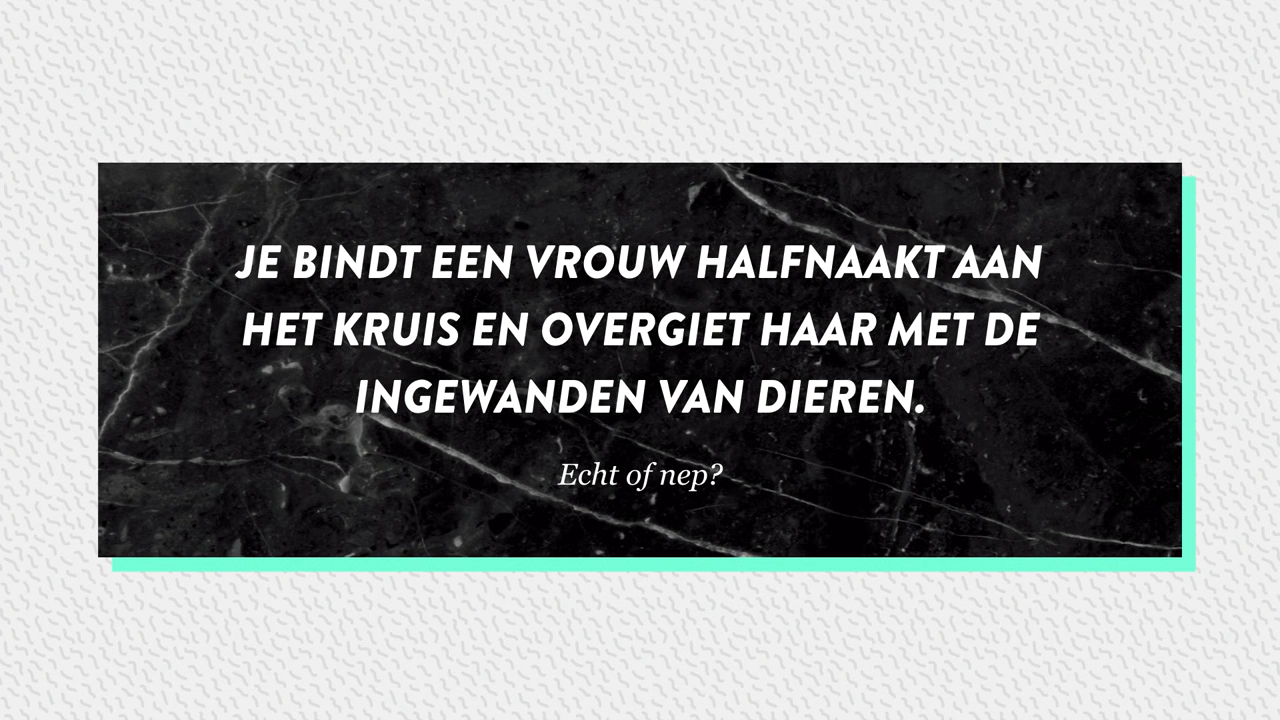 JE BINDT EEN VROUW HALFNAAKT AAN
HET KRUIS EN OVERGIET HAAR MET DE
INGEWANDEN VAN DIEREN.
Echt of nep?